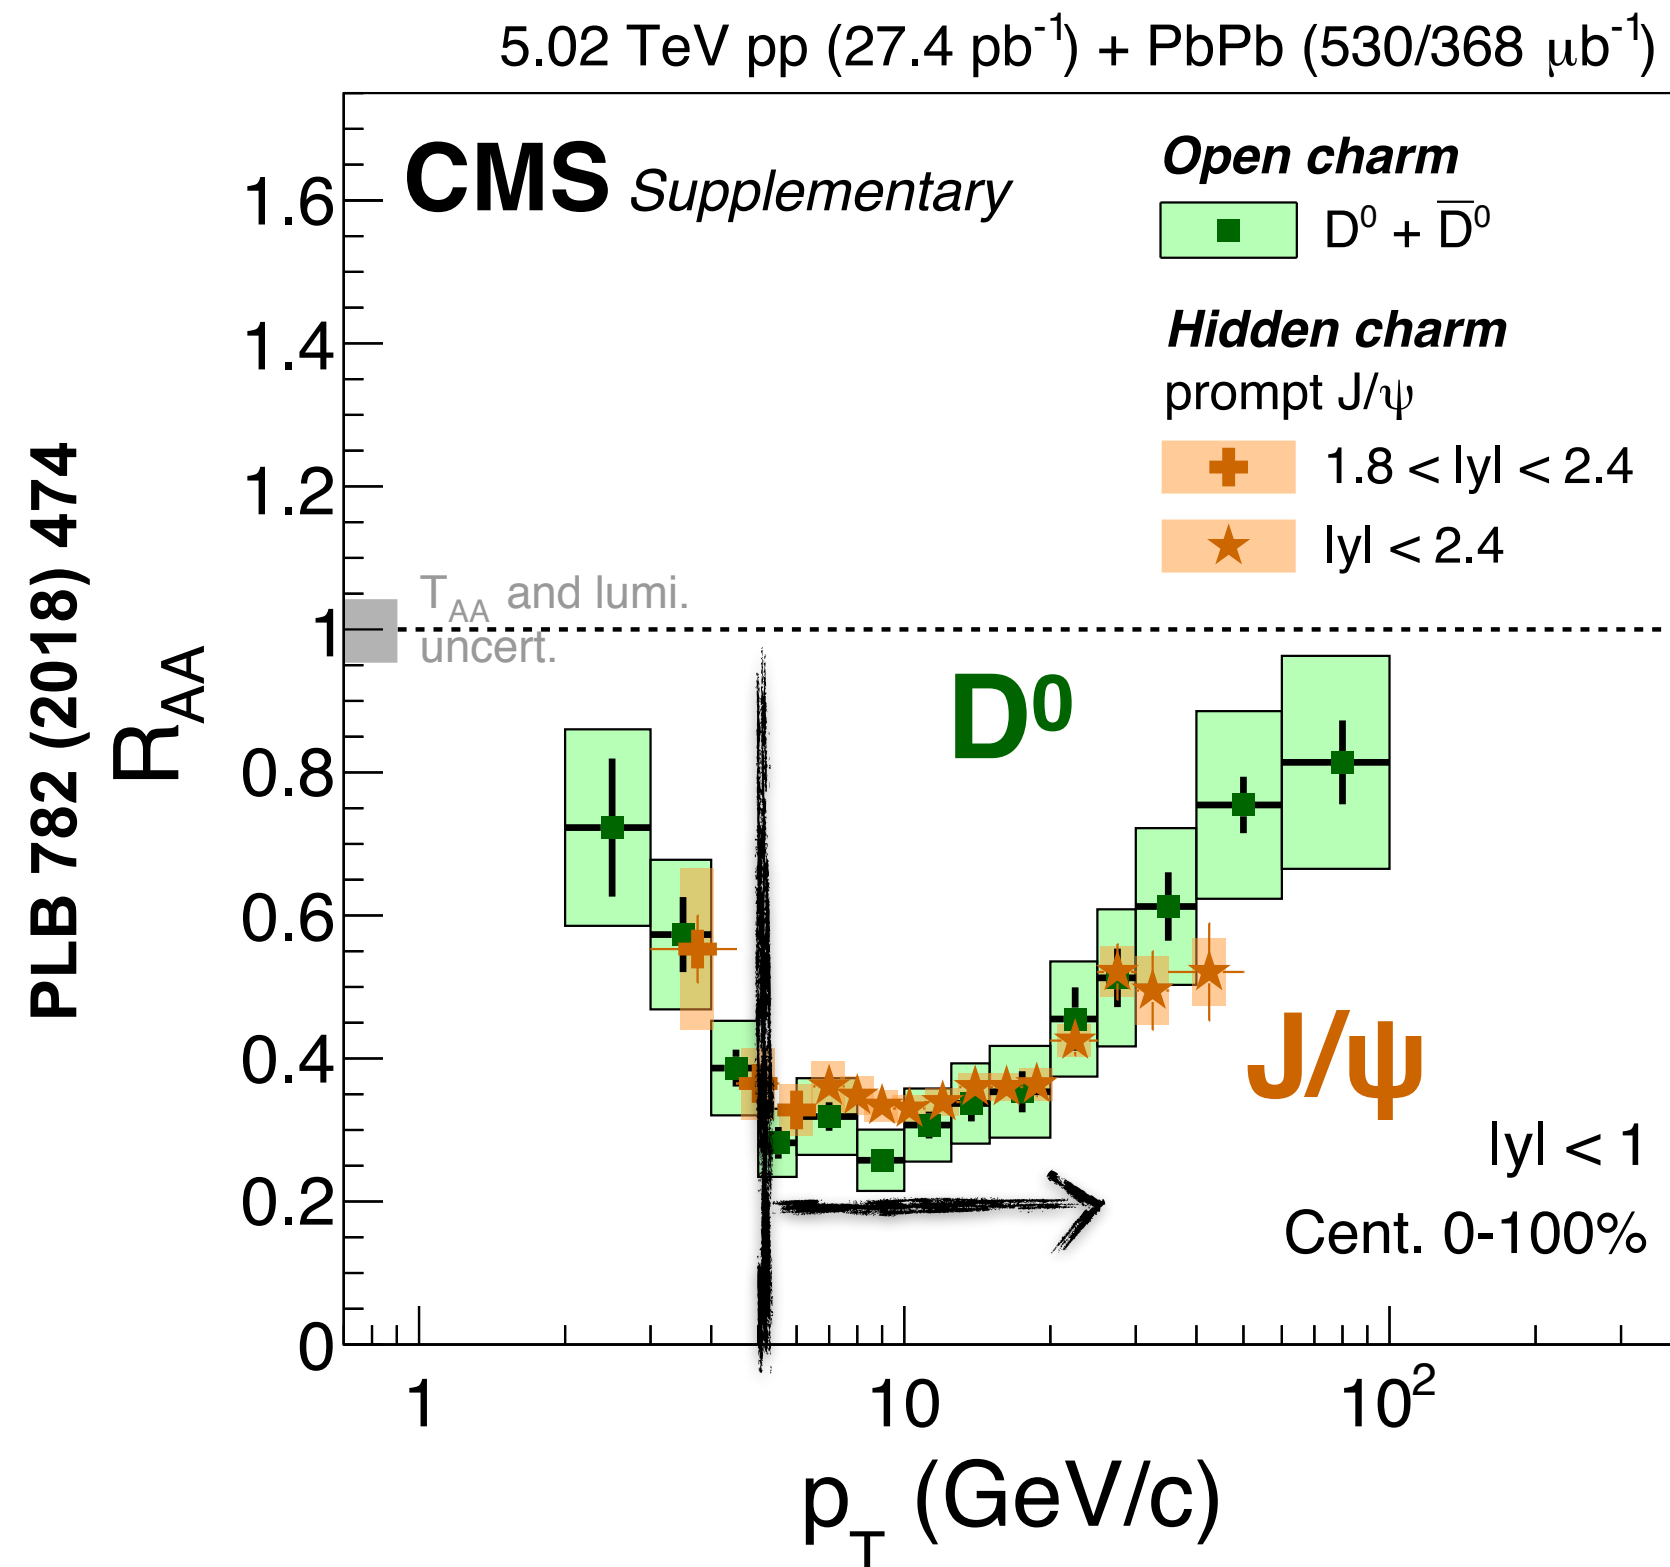 5.02 TeV pp (27.4 pb⁻¹) + PbPb (530/368 μb⁻¹)
CMS Supplementary
Open charm
D⁰ + D̅⁰
Hidden charm
prompt J/ψ
1.8 < |y| < 2.4
|y| < 2.4
T_AA and lumi.
uncert.
D⁰
J/ψ
|y| < 1
Cent. 0-100%
PLB 782 (2018) 474
R_AA
1.6
1.4
1.2
1
0.8
0.6
0.4
0.2
0
1 10 10²
p_T (GeV/c)